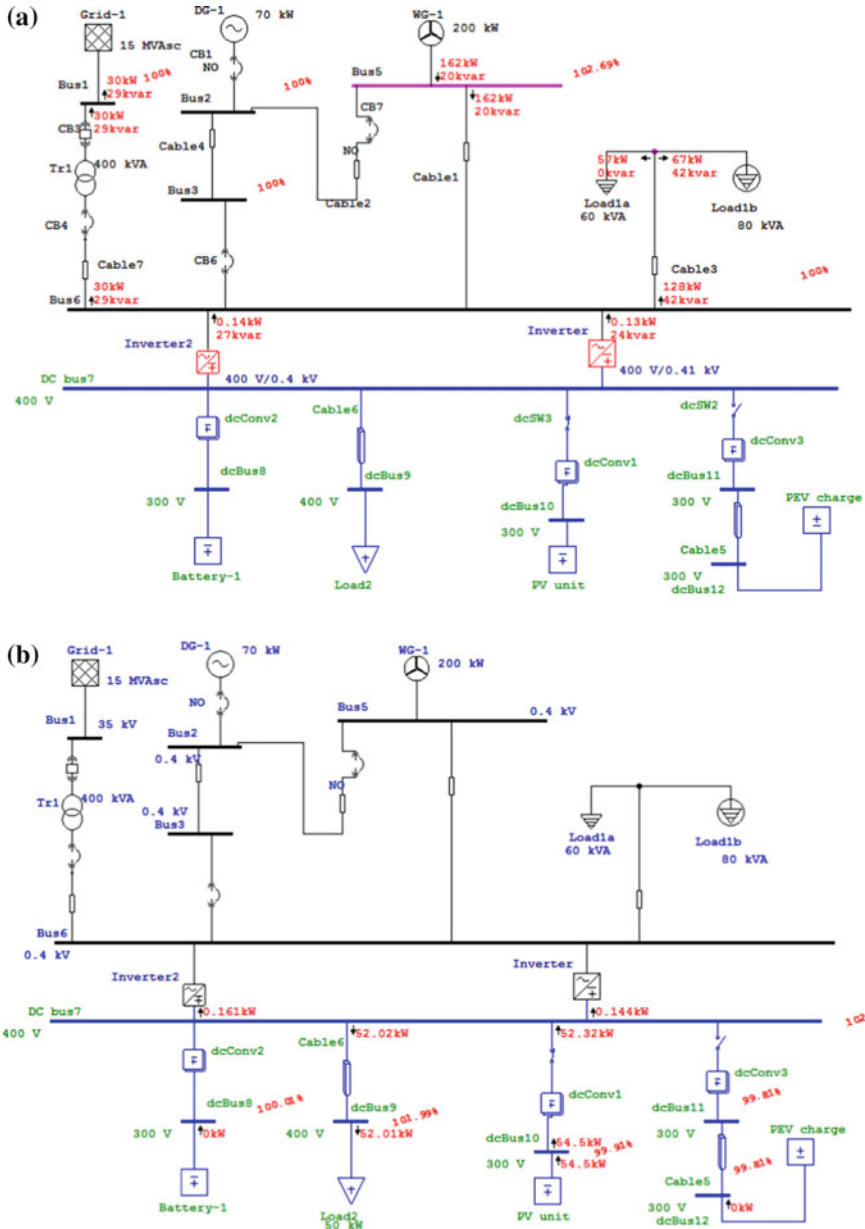 (a)
Grid-1
15 MVAsc
DG-1
70 kW
WG-1
200 kW
CB1
NO
Bus1
30kW
29kvar
100%
Bus2
100%
Bus5
162kW
20kvar
102.69%
162kW
20kvar
30kW
29kvar
CB3
Tr1
400 kVA
Cable4
CB7
NO
Bus3
100%
Cable2
Cable1
57kW
0kvar
67kW
42kvar
Load1a
60 kVA
Load1b
80 kVA
CB4
Cable7
CB6
Cable3
100%
30kW
29kvar
Bus6
128kW
42kvar
0.14kW
27kvar
0.13kW
24kvar
Inverter2
Inverter
DC bus7
400 V
400 V/0.4 kV
400 V/0.41 kV
dcConv2
Cable6
dcSW3
dcSW2
dcConv1
dcConv3
dcBus8
300 V
dcBus9
400 V
dcBus10
300 V
dcBus11
300 V
PEV charge
Battery-1
Load2
PV unit
Cable5
300 V
dcBus12
(b)
Grid-1
15 MVAsc
DG-1
70 kW
WG-1
200 kW
NO
Bus1
35 kV
Bus2
0.4 kV
Bus5
0.4 kV
Tr1
400 kVA
0.4 kV
Bus3
NO
Load1a
60 kVA
Load1b
80 kVA
Bus6
0.4 kV
Inverter2
Inverter
DC bus7
400 V
0.161kW
0.144kW
102
dcConv2
Cable6
52.02kW
52.32kW
dcConv1
dcConv3
dcBus8
100.01%
300 V
0kW
dcBus9
101.99%
400 V
52.01kW
dcBus10
54.5kW
99.91%
300 V
54.5kW
dcBus11
99.81%
300 V
99.81%
PEV charge
Battery-1
Load2
50 kW
PV unit
Cable5
300 V
0kW
dcBus12